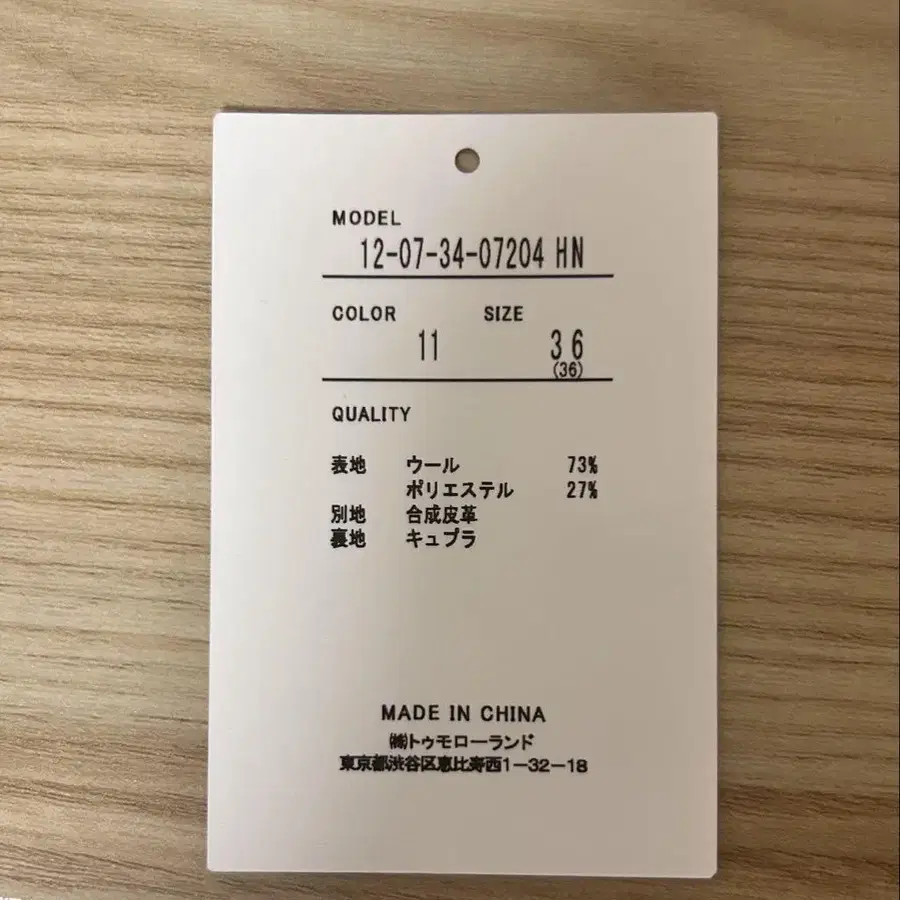 MODEL
12-07-34-07204 HN
COLOR SIZE
11 36
(36)
QUALITY
表地 ウール 73%
ポリエステル 27%
別地 合成皮革
裏地 キュプラ
MADE IN CHINA
㈱トゥモローランド
東京都渋谷区恵比寿西1-32-18